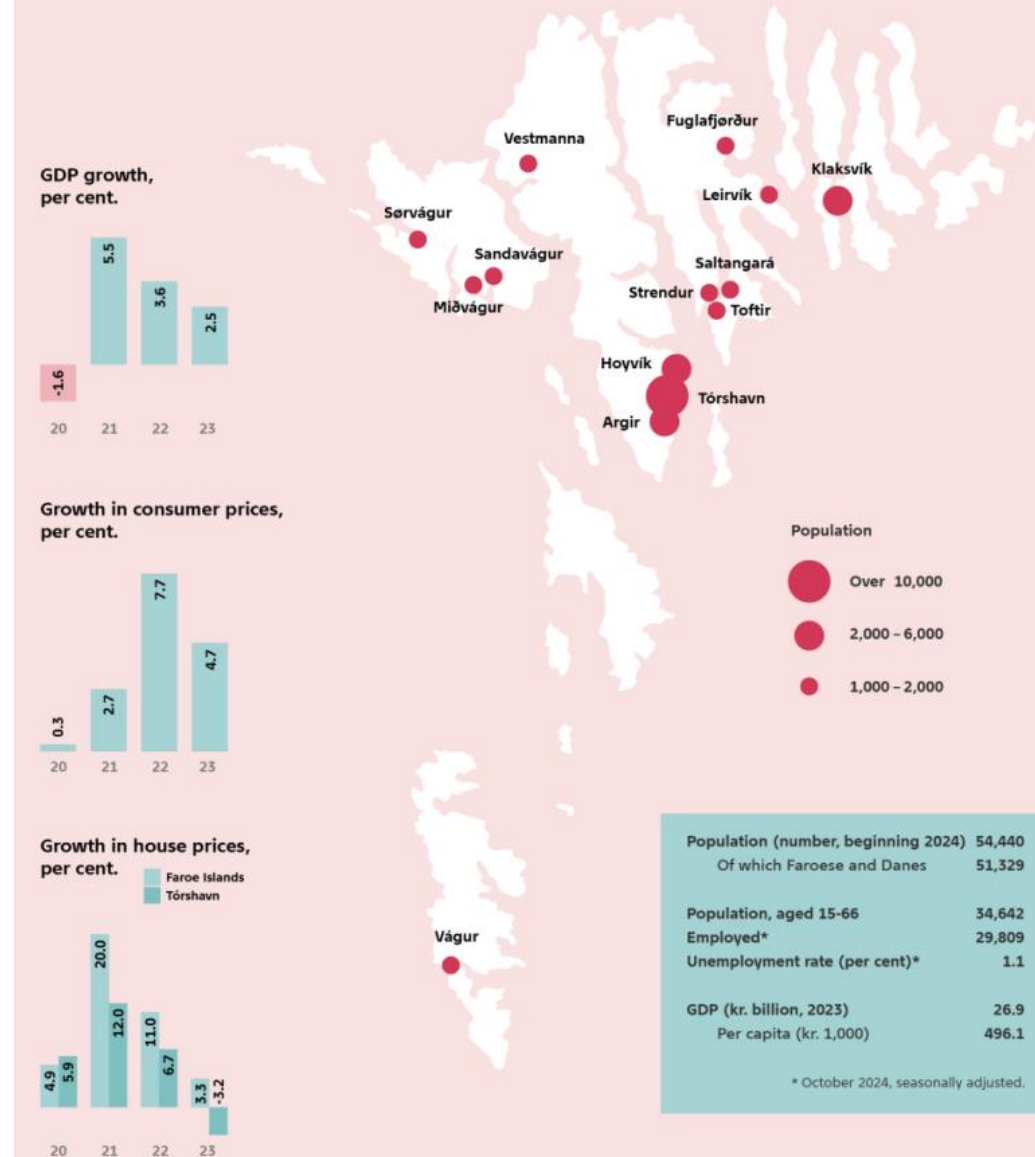 GDP growth,
per cent.
-1.6
5.5
3.6
2.5
20 21 22 23
Growth in consumer prices,
per cent.
0.3
2.7
7.7
4.7
20 21 22 23
Growth in house prices,
per cent.
Faroe Islands
Tórshavn
4.9
5.9
20.0
12.0
11.0
6.7
3.3
-3.2
20 21 22 23
Fuglafjørður
Vestmanna
Klaksvík
Leirvík
Sørvágur
Sandavágur
Saltangará
Strendur
Miðvágur
Toftir
Hoyvík
Tórshavn
Argir
Vágur
Population
Over 10,000
2,000 – 6,000
1,000 – 2,000
Population (number, beginning 2024) 54,440
Of which Faroese and Danes 51,329
Population, aged 15-66 34,642
Employed* 29,809
Unemployment rate (per cent)* 1.1
GDP (kr. billion, 2023) 26.9
Per capita (kr. 1,000) 496.1
* October 2024, seasonally adjusted.